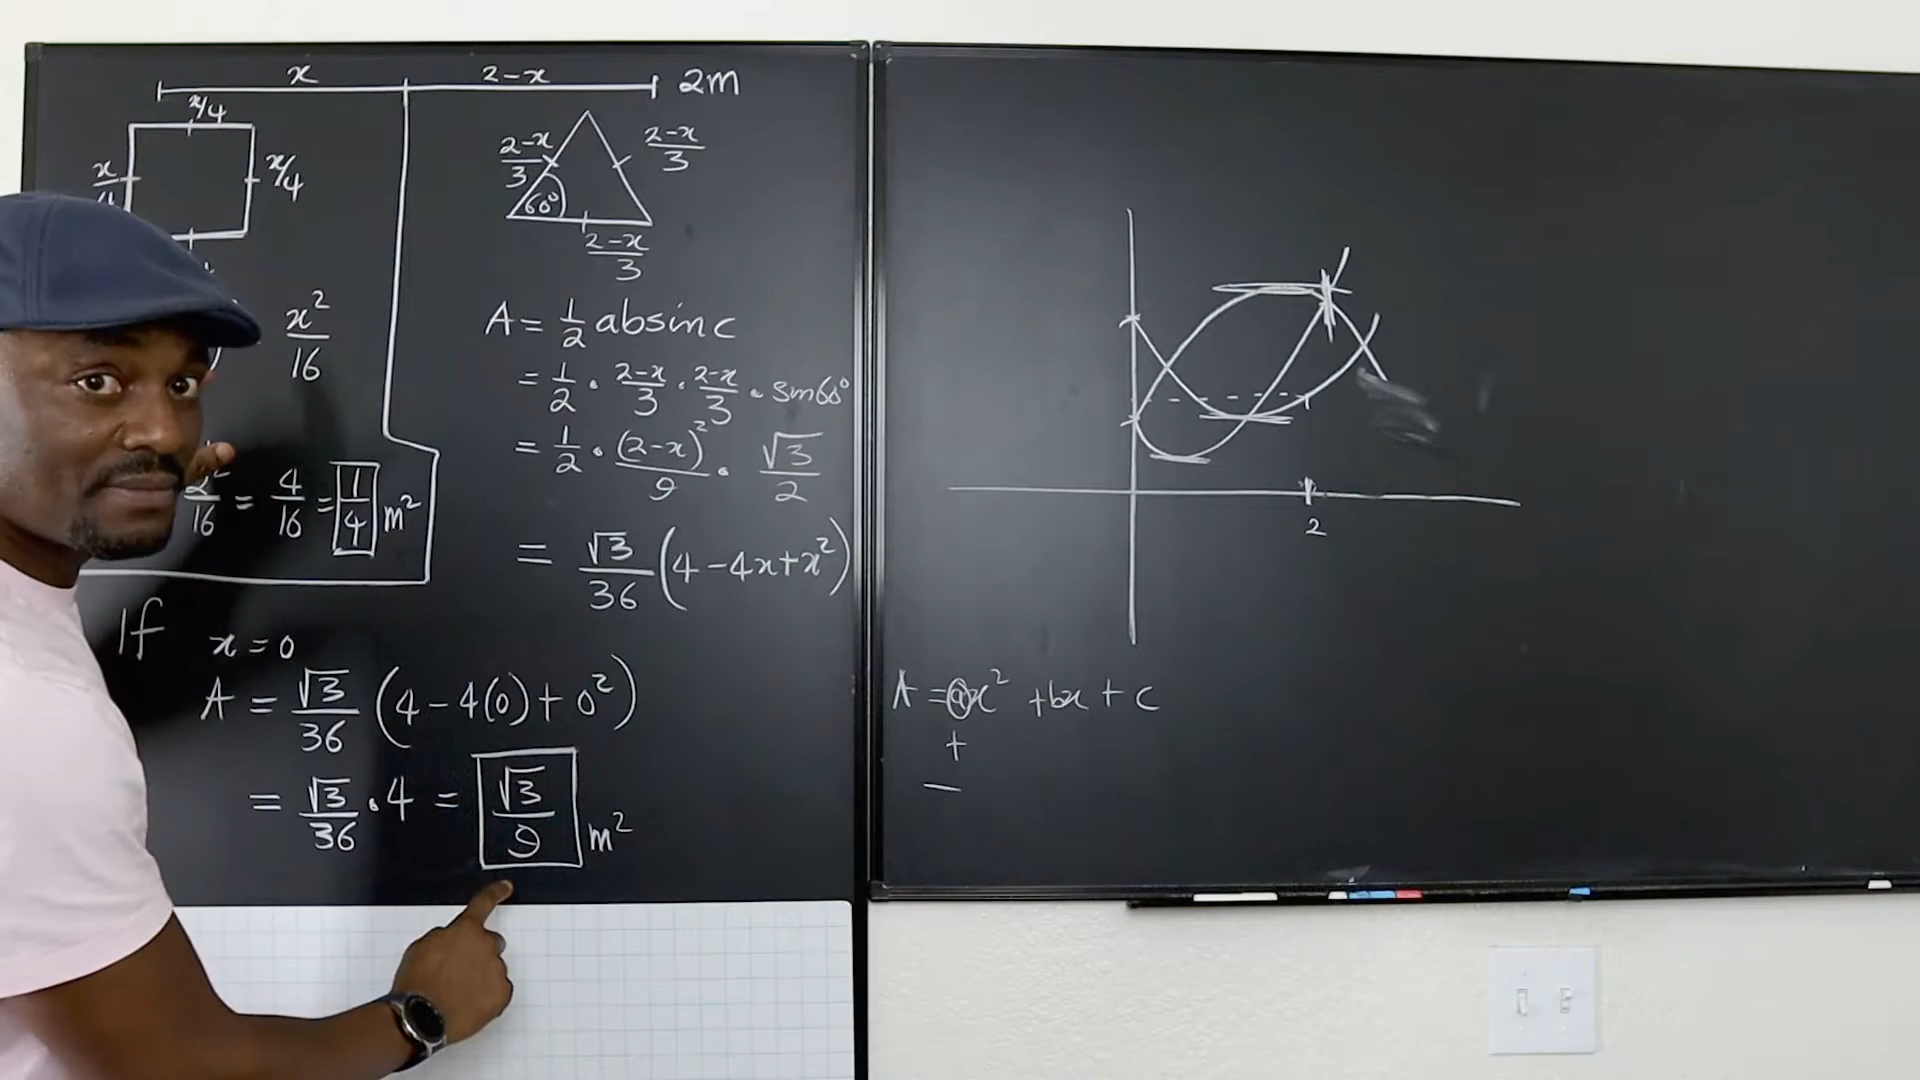 x 2-x 2m
x/4
x/4
2-x/3 2-x/3
60°
2-x/3
x²/16
A = 1/2 absinc
= 1/2 · 2-x/3 · 2-x/3 · sin60°
= 1/2 · (2-x)²/9 · √3/2
= √3/36 (4-4x+x²)
2²/16 = 4/16 = 1/4 m²
If x = 0
A = √3/36 (4-4(0)+0²)
= √3/36 · 4 = √3/9 m²
2
A = ax² + bx + c
+
−